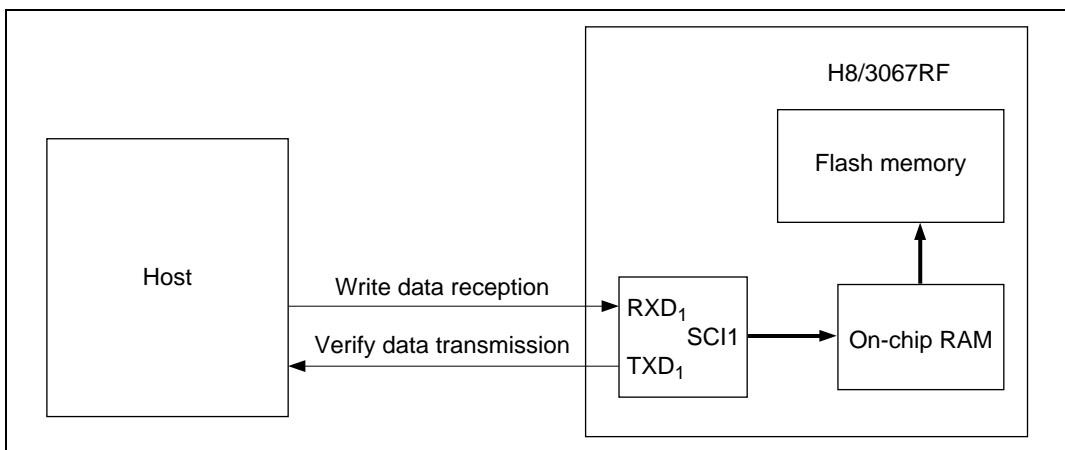 H8/3067RF
Flash memory
Host
Write data reception
RXD1
SCI1
On-chip RAM
Verify data transmission
TXD1